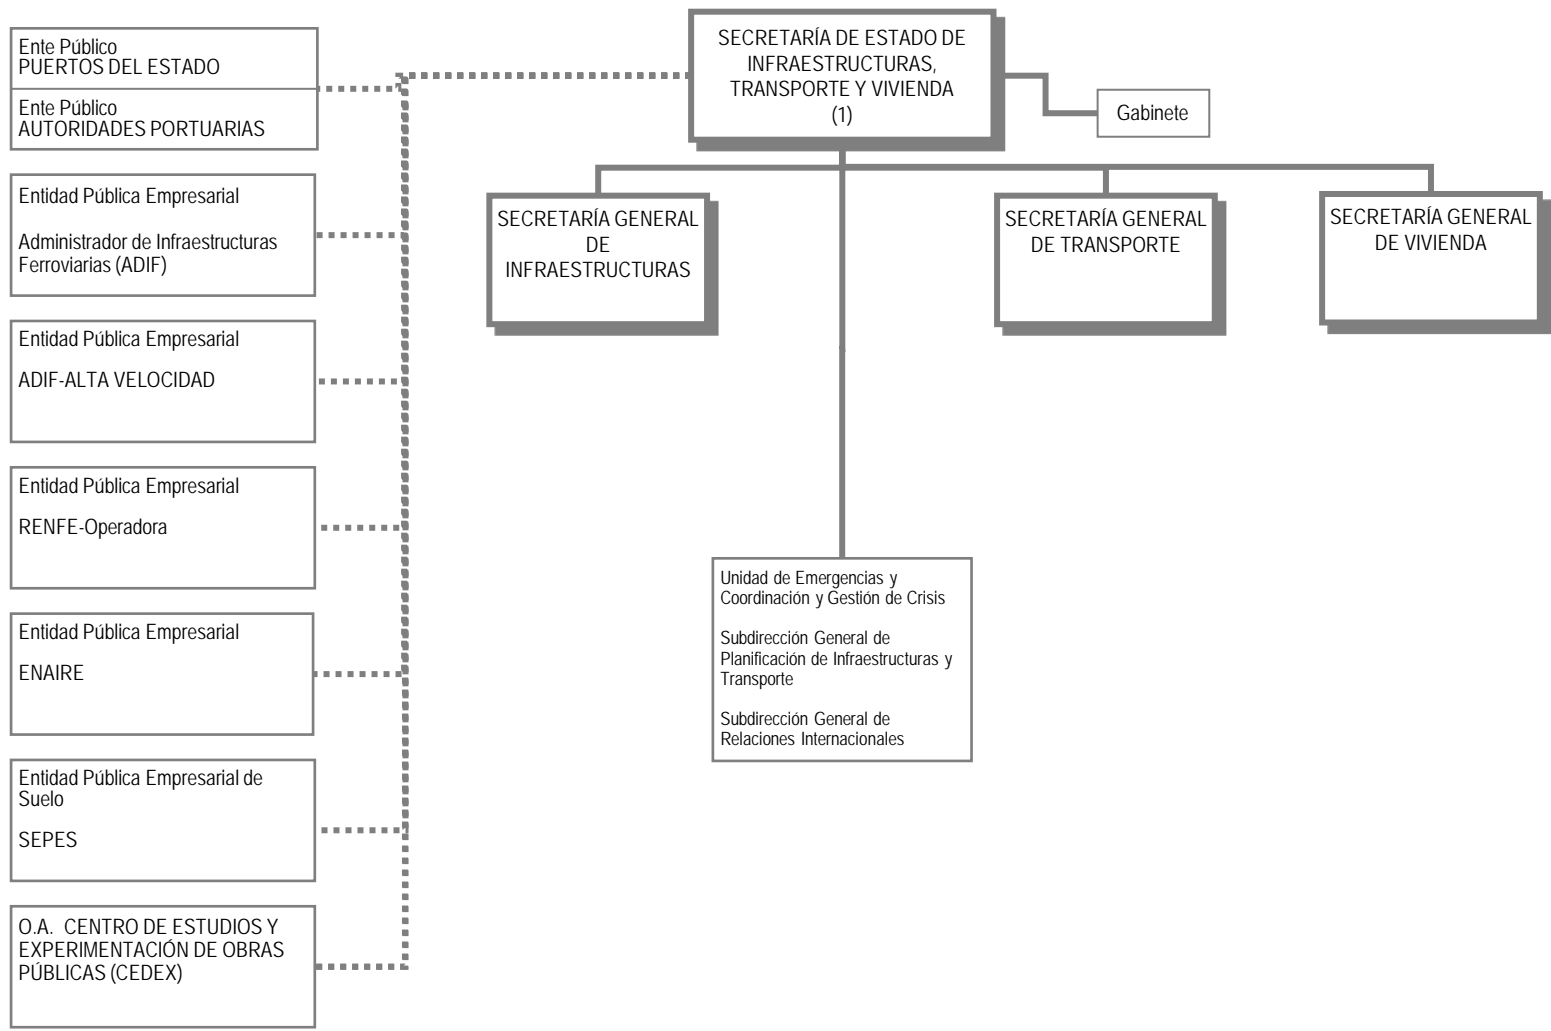 Ente Público
PUERTOS DEL ESTADO
Ente Público
AUTORIDADES PORTUARIAS
Entidad Pública Empresarial
Administrador de Infraestructuras
Ferroviarias (ADIF)
Entidad Pública Empresarial
ADIF-ALTA VELOCIDAD
Entidad Pública Empresarial
RENFE-Operadora
Entidad Pública Empresarial
ENAIRE
Entidad Pública Empresarial de
Suelo
SEPES
O.A. CENTRO DE ESTUDIOS Y
EXPERIMENTACIÓN DE OBRAS
PÚBLICAS (CEDEX)
SECRETARÍA DE ESTADO DE
INFRAESTRUCTURAS,
TRANSPORTE Y VIVIENDA
(1)
Gabinete
SECRETARÍA GENERAL
DE
INFRAESTRUCTURAS
SECRETARÍA GENERAL
DE TRANSPORTE
SECRETARÍA GENERAL
DE VIVIENDA
Unidad de Emergencias y
Coordinación y Gestión de Crisis
Subdirección General de
Planificación de Infraestructuras y
Transporte
Subdirección General de
Relaciones Internacionales